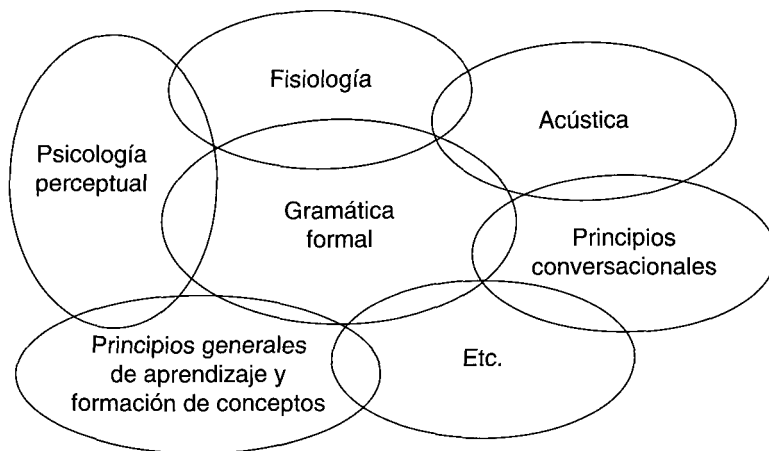 Fisiología
Acústica
Psicología
perceptual
Gramática
formal
Principios
conversacionales
Principios generales
de aprendizaje y
formación de conceptos
Etc.